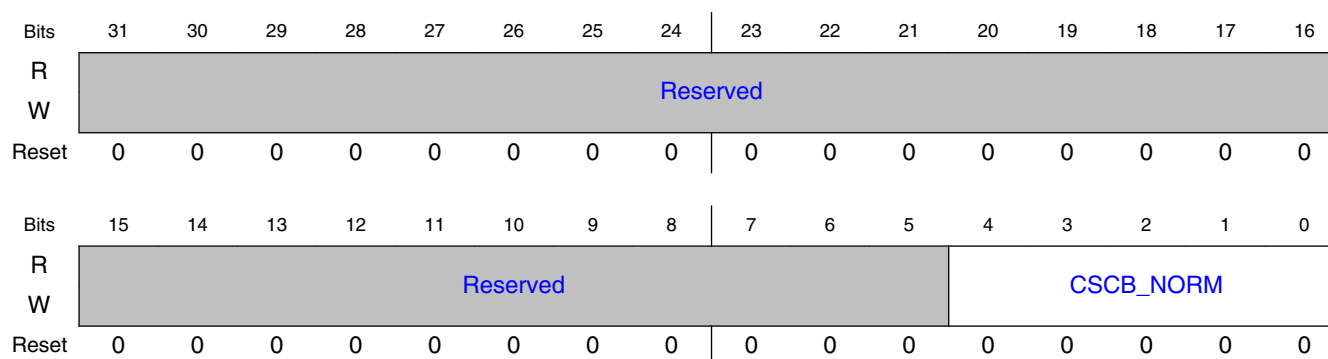 Bits 31 30 29 28 27 26 25 24 23 22 21 20 19 18 17 16
R
Reserved
W
Reset 0 0 0 0 0 0 0 0 0 0 0 0 0 0 0 0
Bits 15 14 13 12 11 10 9 8 7 6 5 4 3 2 1 0
R
Reserved CSCB_NORM
W
Reset 0 0 0 0 0 0 0 0 0 0 0 0 0 0 0 0